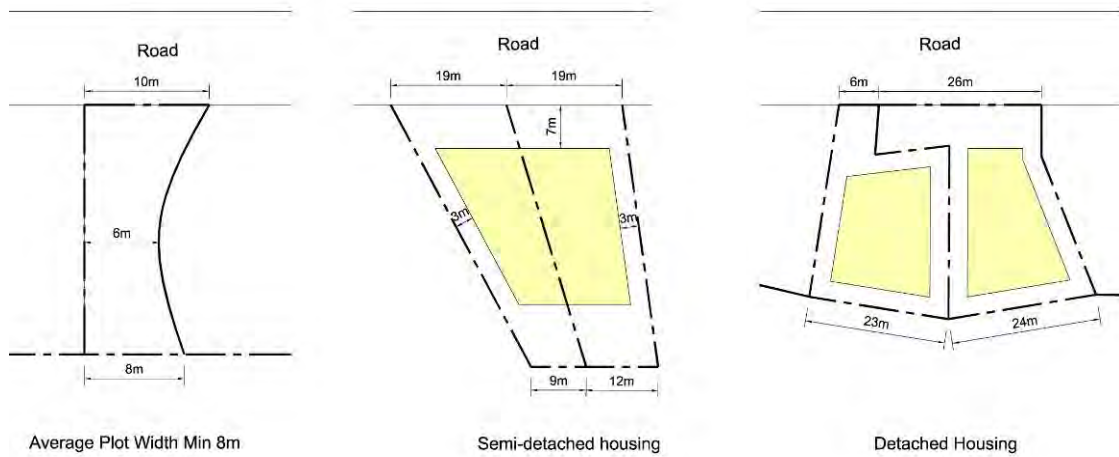 Road
10m
6m
8m
Average Plot Width Min 8m
Road
19m
19m
7m
3m
3m
9m
12m
Semi-detached housing
Road
6m
26m
23m
24m
Detached Housing